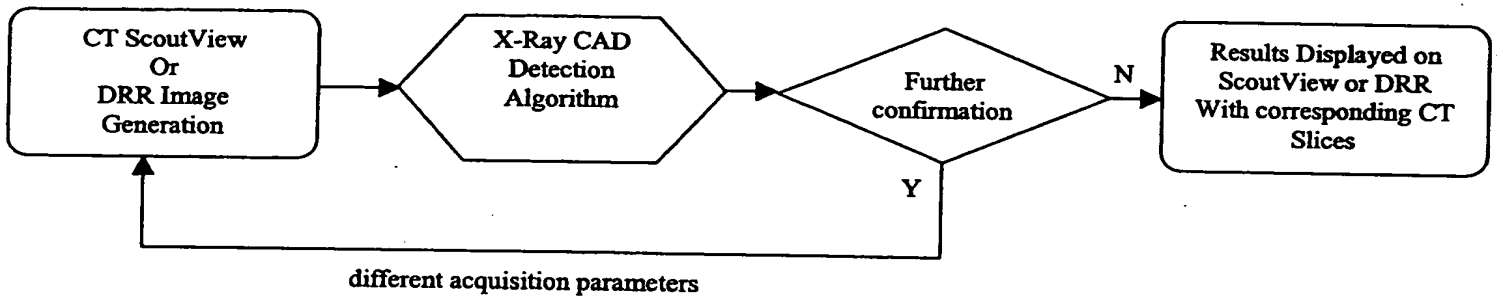 CT ScoutView
Or
DRR Image
Generation
X-Ray CAD
Detection
Algorithm
Further
confirmation
N
Results Displayed on
ScoutView or DRR
With corresponding CT
Slices
Y
different acquisition parameters